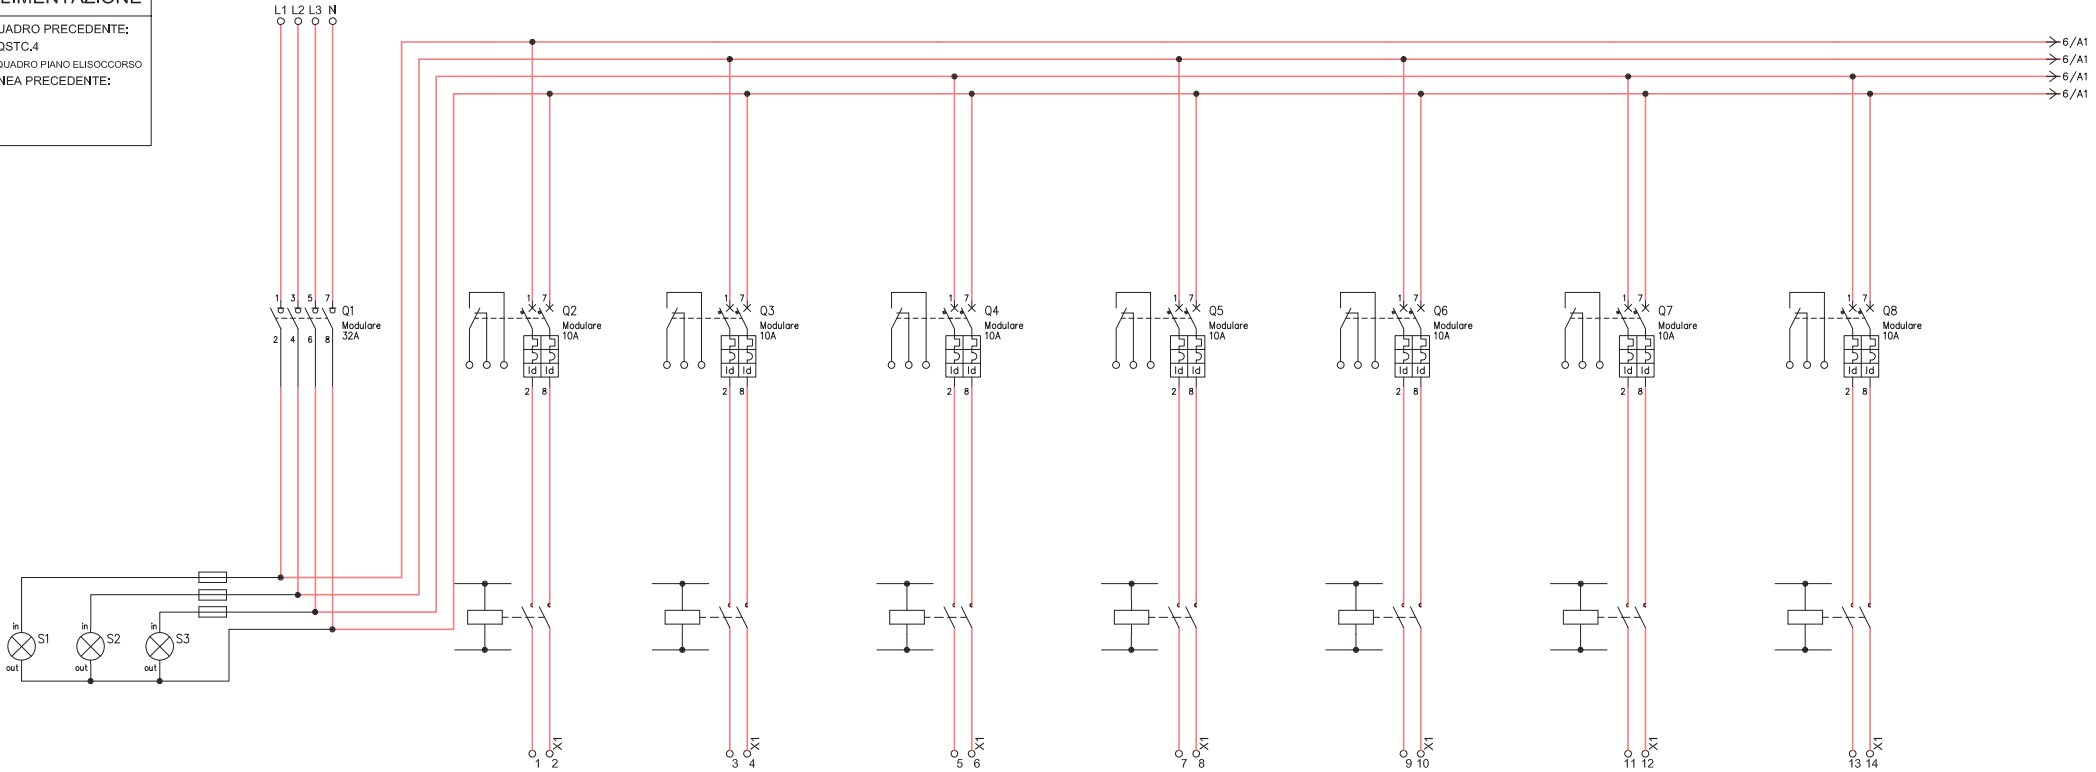 L1 L2 L3 N
QSTC.4
QUADRO PIANO ELISOCCORSO
6/A1
6/A1
6/A1
6/A1
1 3 5 7 Q1
Modulare
32A
2 4 6 8
1 7 Q2
Modulare
10A
Id Id
2 8
1 7 Q3
Modulare
10A
Id Id
2 8
1 7 Q4
Modulare
10A
Id Id
2 8
1 7 Q5
Modulare
10A
Id Id
2 8
1 7 Q6
Modulare
10A
Id Id
2 8
1 7 Q7
Modulare
10A
Id Id
2 8
1 7 Q8
Modulare
10A
Id Id
2 8
in S1 out
in S2 out
in S3 out
1 2 X1
3 4 X1
5 6 X1
7 8 X1
9 10 X1
11 12 X1
13 14 X1